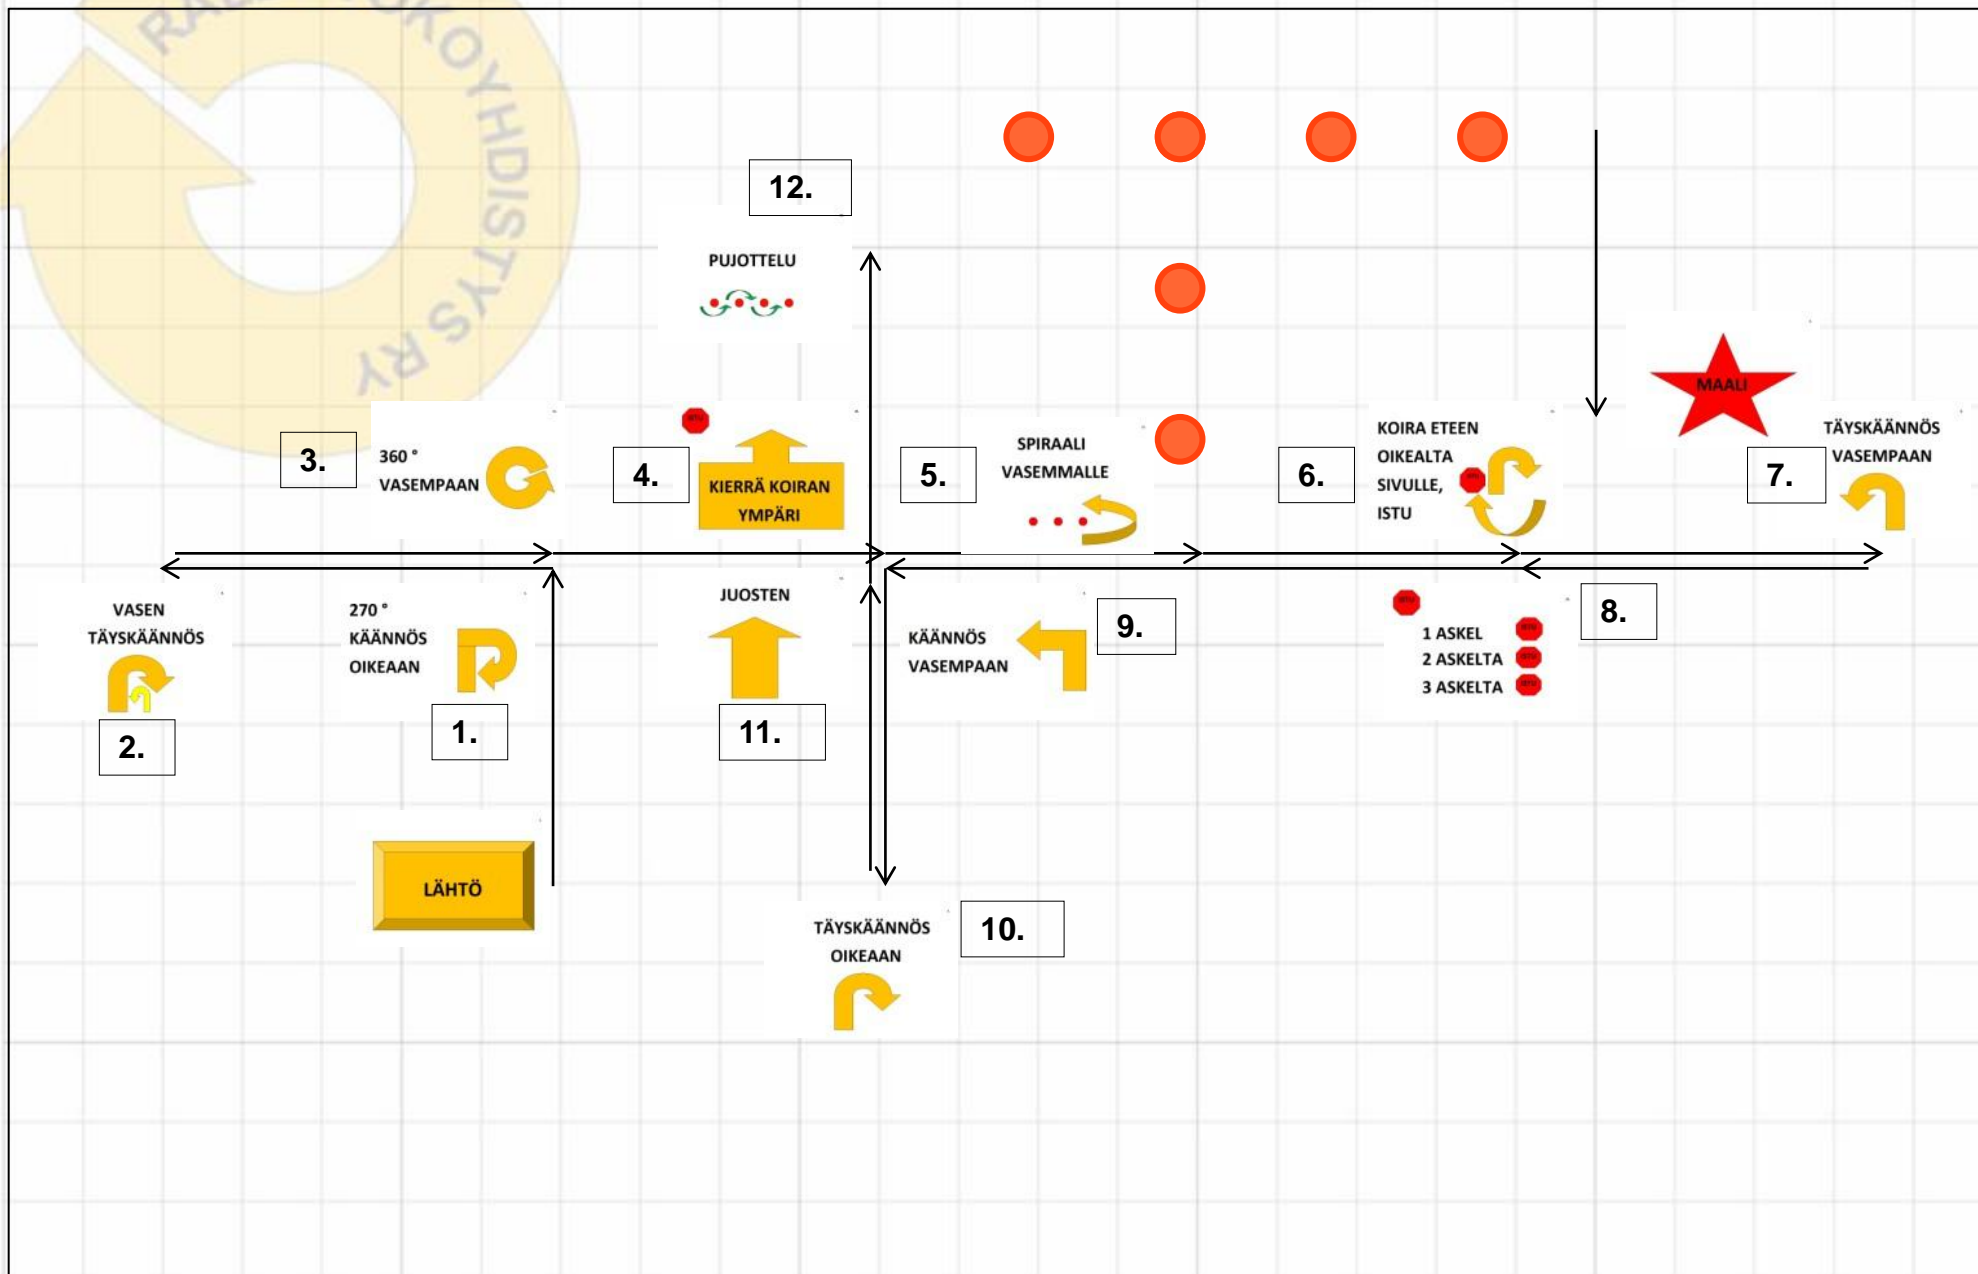 YHDISTYS RY
12.
PUJOTTELU
MAALI
3.
360 °
VASEMPAAN
4.
KIERRÄ KOIRAN
YMPÄRI
5.
SPIRAALI
VASEMMALLE
6.
KOIRA ETEEN
OIKEALTA
SIVULLE,
ISTU
7.
TÄYSKÄÄNNÖS
VASEMPAAN
VASEN
TÄYSKÄÄNNÖS
2.
270 °
KÄÄNNÖS
OIKEAAN
1.
JUOSTEN
11.
KÄÄNNÖS
VASEMPAAN
9.
1 ASKEL
2 ASKELTA
3 ASKELTA
8.
LÄHTÖ
TÄYSKÄÄNNÖS
OIKEAAN
10.